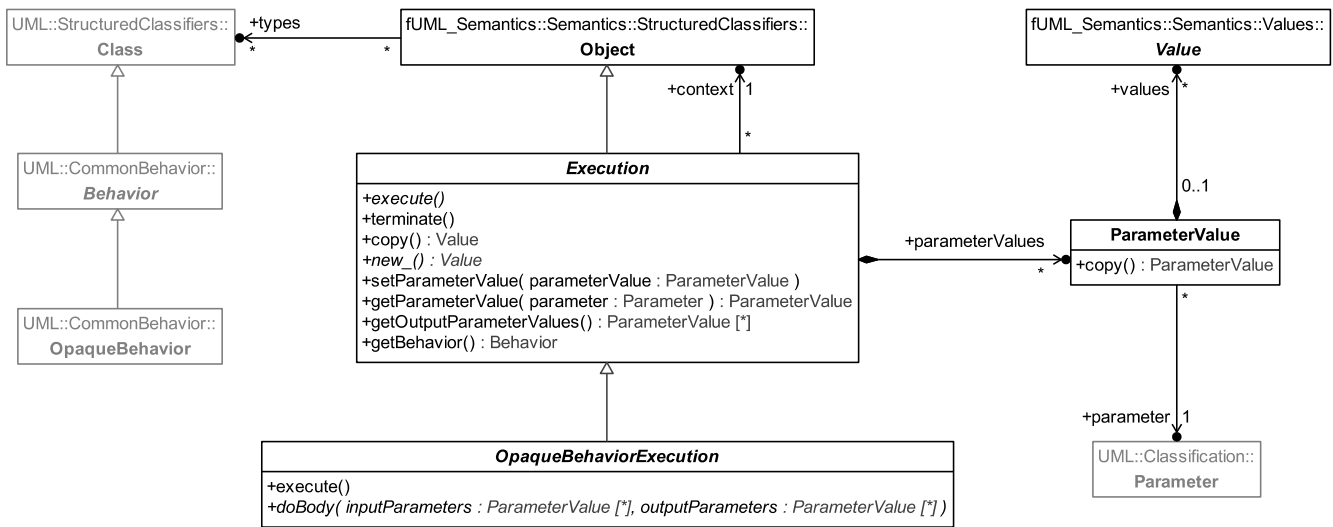 UML::StructuredClassifiers::
Class
+types
*
*
fUML_Semantics::Semantics::StructuredClassifiers::
Object
fUML_Semantics::Semantics::Values::
Value
+context
1
*
+values
*
0..1
UML::CommonBehavior::
Behavior
Execution
+execute()
+terminate()
+copy() : Value
+new_() : Value
+setParameterValue( parameterValue : ParameterValue )
+getParameterValue( parameter : Parameter ) : ParameterValue
+getOutputParameterValues() : ParameterValue [*]
+getBehavior() : Behavior
+parameterValues
*
ParameterValue
+copy() : ParameterValue
*
UML::CommonBehavior::
OpaqueBehavior
+parameter
1
UML::Classification::
Parameter
OpaqueBehaviorExecution
+execute()
+doBody( inputParameters : ParameterValue [*], outputParameters : ParameterValue [*] )